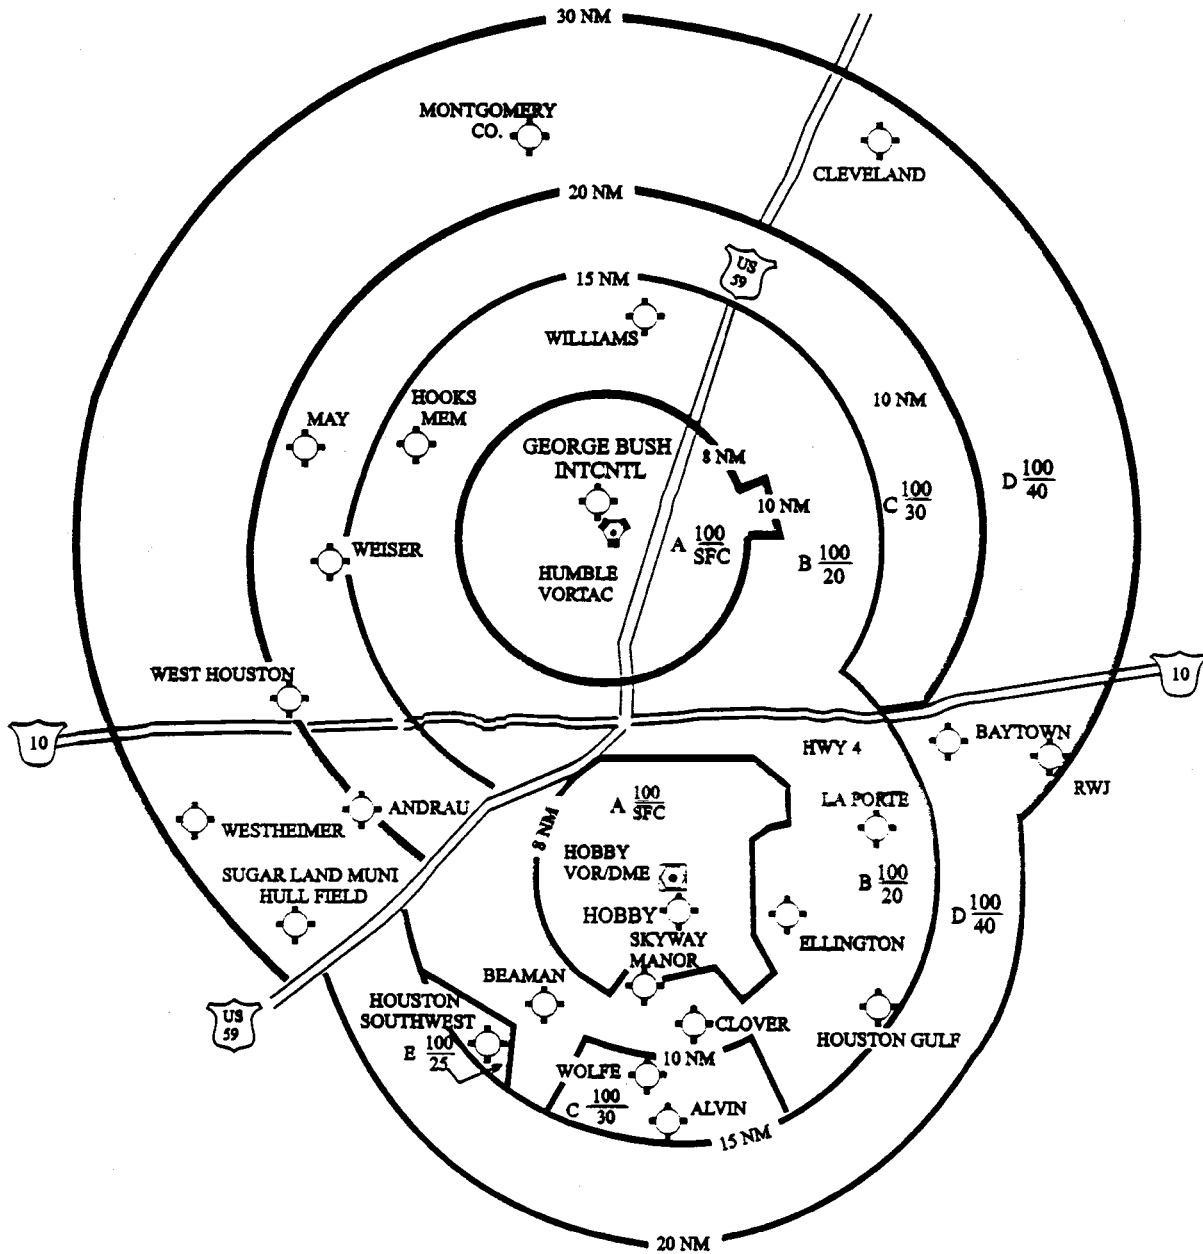 30 NM
MONTGOMERY
CO.
CLEVELAND
20 NM
US
59
15 NM
WILLIAMS
10 NM
HOOKS
MEM
MAY
GEORGE BUSH
INTCNTL
8 NM
D 100
40
C 100
30
10 NM
A 100
SFC
B 100
20
WEISER
HUMBLE
VORTAC
WEST HOUSTON
10
10
HWY 4
BAYTOWN
RWJ
A 100
SFC
LA PORTE
ANDRAU
WESTHEIMER
8 NM
HOBBY
VOR/DME
SUGAR LAND MUNI
HULL FIELD
B 100
20
HOBBY
D 100
40
SKYWAY
MANOR
ELLINGTON
BEAMAN
HOUSTON
SOUTHWEST
US
59
CLOVER
HOUSTON GULF
E 100
25
10 NM
WOLFE
C 100
30
ALVIN
15 NM
20 NM